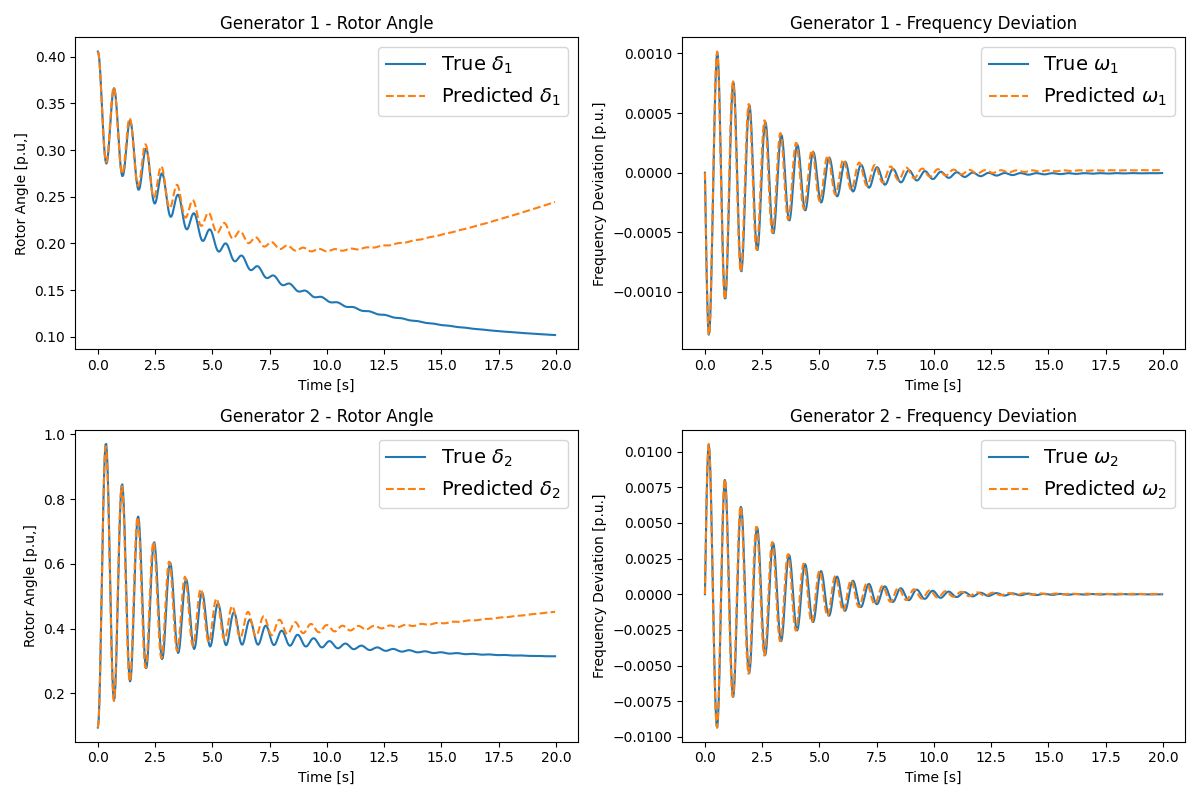 Generator 1 - Rotor Angle
0.40
0.35
0.30
0.25
0.20
0.15
0.10
Rotor Angle [p.u,]
True δ1
Predicted δ1
0.0 2.5 5.0 7.5 10.0 12.5 15.0 17.5 20.0
Time [s]
Generator 1 - Frequency Deviation
0.0010
0.0005
0.0000
−0.0005
−0.0010
Frequency Deviation [p.u.]
True ω1
Predicted ω1
0.0 2.5 5.0 7.5 10.0 12.5 15.0 17.5 20.0
Time [s]
Generator 2 - Rotor Angle
1.0
0.8
0.6
0.4
0.2
Rotor Angle [p.u,]
True δ2
Predicted δ2
0.0 2.5 5.0 7.5 10.0 12.5 15.0 17.5 20.0
Time [s]
Generator 2 - Frequency Deviation
0.0100
0.0075
0.0050
0.0025
0.0000
−0.0025
−0.0050
−0.0075
−0.0100
Frequency Deviation [p.u.]
True ω2
Predicted ω2
0.0 2.5 5.0 7.5 10.0 12.5 15.0 17.5 20.0
Time [s]